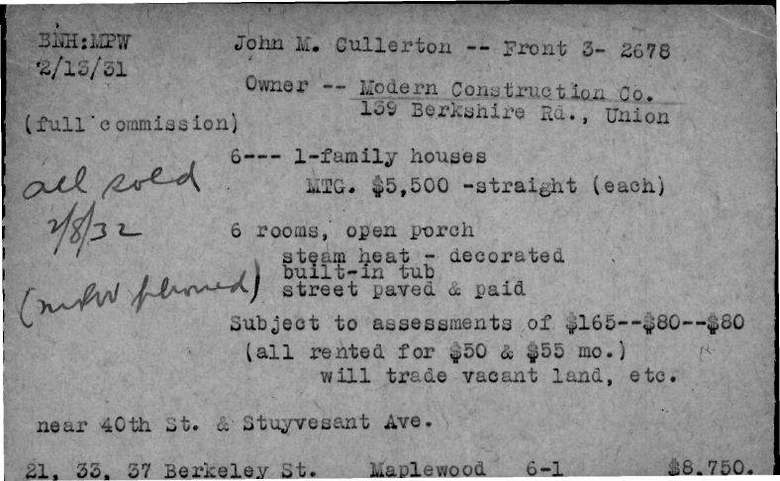 BNH:MPW John M. Cullerton -- Front 3- 2678
2/13/31
Owner -- Modern Construction Co.
139 Berkshire Rd., Union
(full commission)
6--- 1-family houses
all sold
MTG. $5,500 -straight (each)
2/8/32
6 rooms, open porch
steam heat - decorated
built-in tub
(MPW phoned) street paved & paid
Subject to assessments of $165--$80--$80
(all rented for $50 & $55 mo.)
will trade vacant land, etc.
near 40th St. & Stuyvesant Ave.
21, 33, 37 Berkeley St. Maplewood 6-1 $8,750.